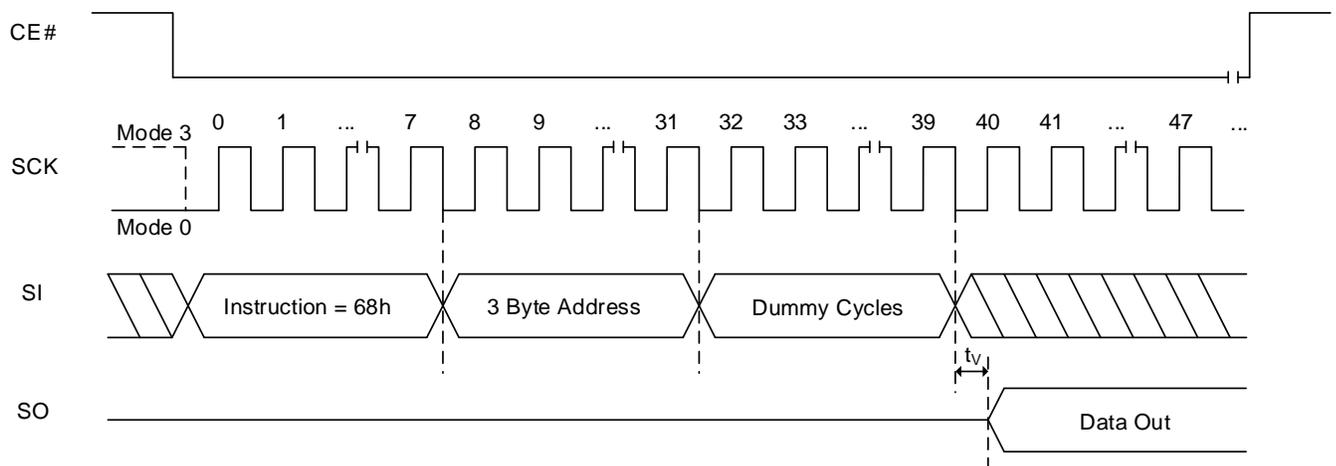 CE#
Mode 3 0 1 ... 7 8 9 ... 31 32 33 ... 39 40 41 ... 47 ...
SCK
Mode 0
SI
Instruction = 68h 3 Byte Address Dummy Cycles
tV
SO
Data Out